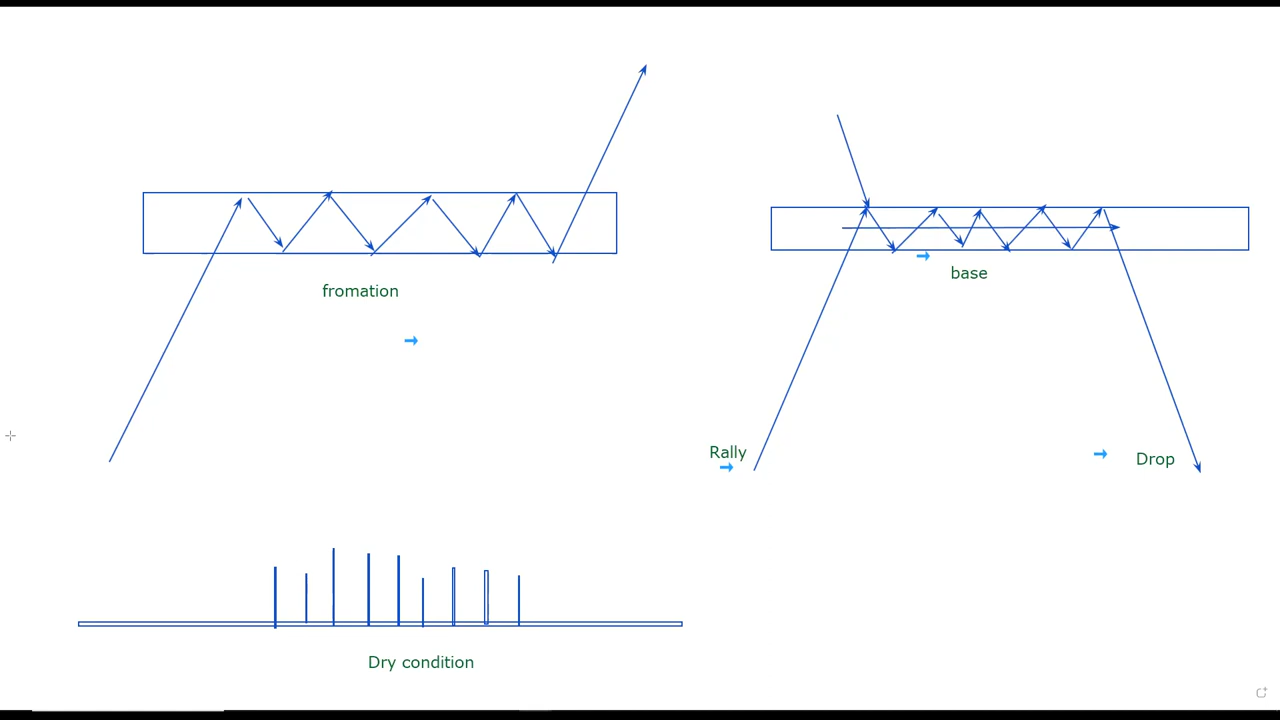 fromation
base
Rally
Drop
Dry condition